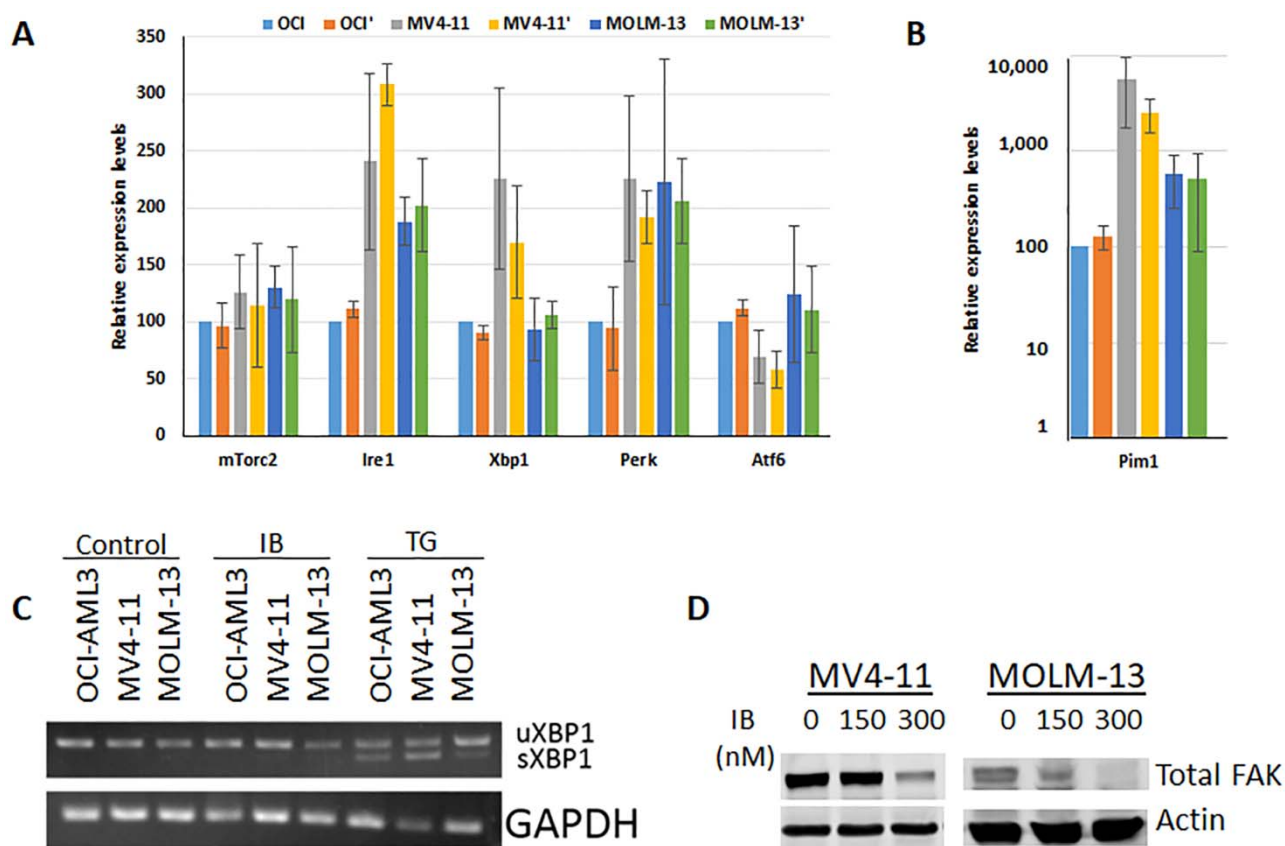 A
OCI OCI' MV4-11 MV4-11' MOLM-13 MOLM-13'
Relative expression levels
350
300
250
200
150
100
50
0
mTorc2 Ire1 Xbp1 Perk Atf6
B
Relative expression levels
10,000
1,000
100
10
1
Pim1
C
Control IB TG
OCI-AML3 MV4-11 MOLM-13 OCI-AML3 MV4-11 MOLM-13 OCI-AML3 MV4-11 MOLM-13
uXBP1
sXBP1
GAPDH
D
MV4-11 MOLM-13
IB 0 150 300 0 150 300
(nM)
Total FAK
Actin